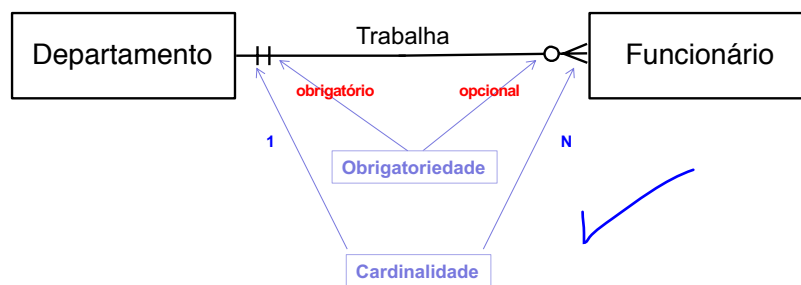 Departamento
Trabalha
Funcionário
obrigatório
opcional
1
N
Obrigatoriedade
Cardinalidade